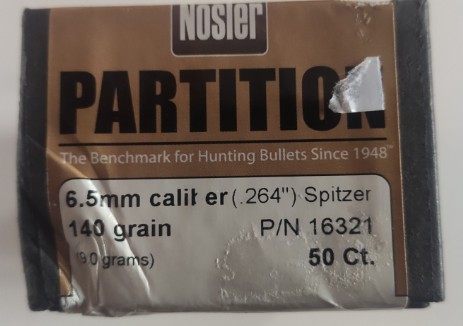 Nosler
PARTITION
The Benchmark for Hunting Bullets Since 1948™
6.5mm caliber (.264") Spitzer
140 grain P/N 16321
(9.0 grams) 50 Ct.